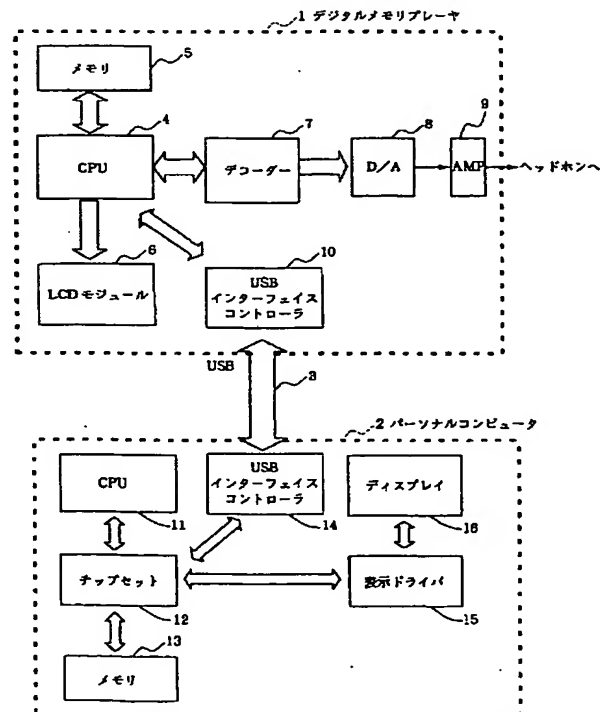 1 デジタルメモリプレーヤ
5
メモリ
4
CPU
7
デコーダー
8
D/A
9
AMP
ヘッドホンへ
6
LCDモジュール
10
USB
インターフェイス
コントローラ
USB
3
2 パーソナルコンピュータ
CPU
11
USB
インターフェイス
コントローラ
14
ディスプレイ
16
チップセット
12
表示ドライバ
15
13
メモリ